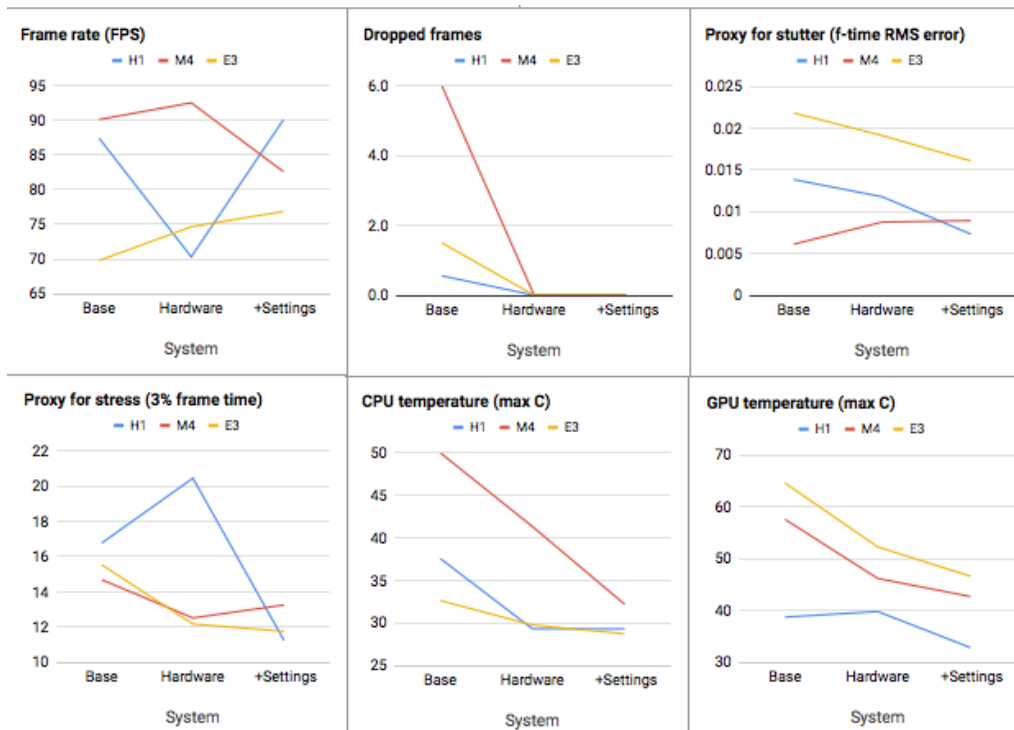 Frame rate (FPS)
H1 M4 E3
95
90
85
80
75
70
65
Base Hardware +Settings
System
Dropped frames
H1 M4 E3
6.0
4.0
2.0
0.0
Base Hardware +Settings
System
Proxy for stutter (f-time RMS error)
H1 M4 E3
0.025
0.02
0.015
0.01
0.005
0
Base Hardware +Settings
System
Proxy for stress (3% frame time)
H1 M4 E3
22
20
18
16
14
12
10
Base Hardware +Settings
System
CPU temperature (max C)
H1 M4 E3
50
45
40
35
30
25
Base Hardware +Settings
System
GPU temperature (max C)
H1 M4 E3
70
60
50
40
30
Base Hardware +Settings
System